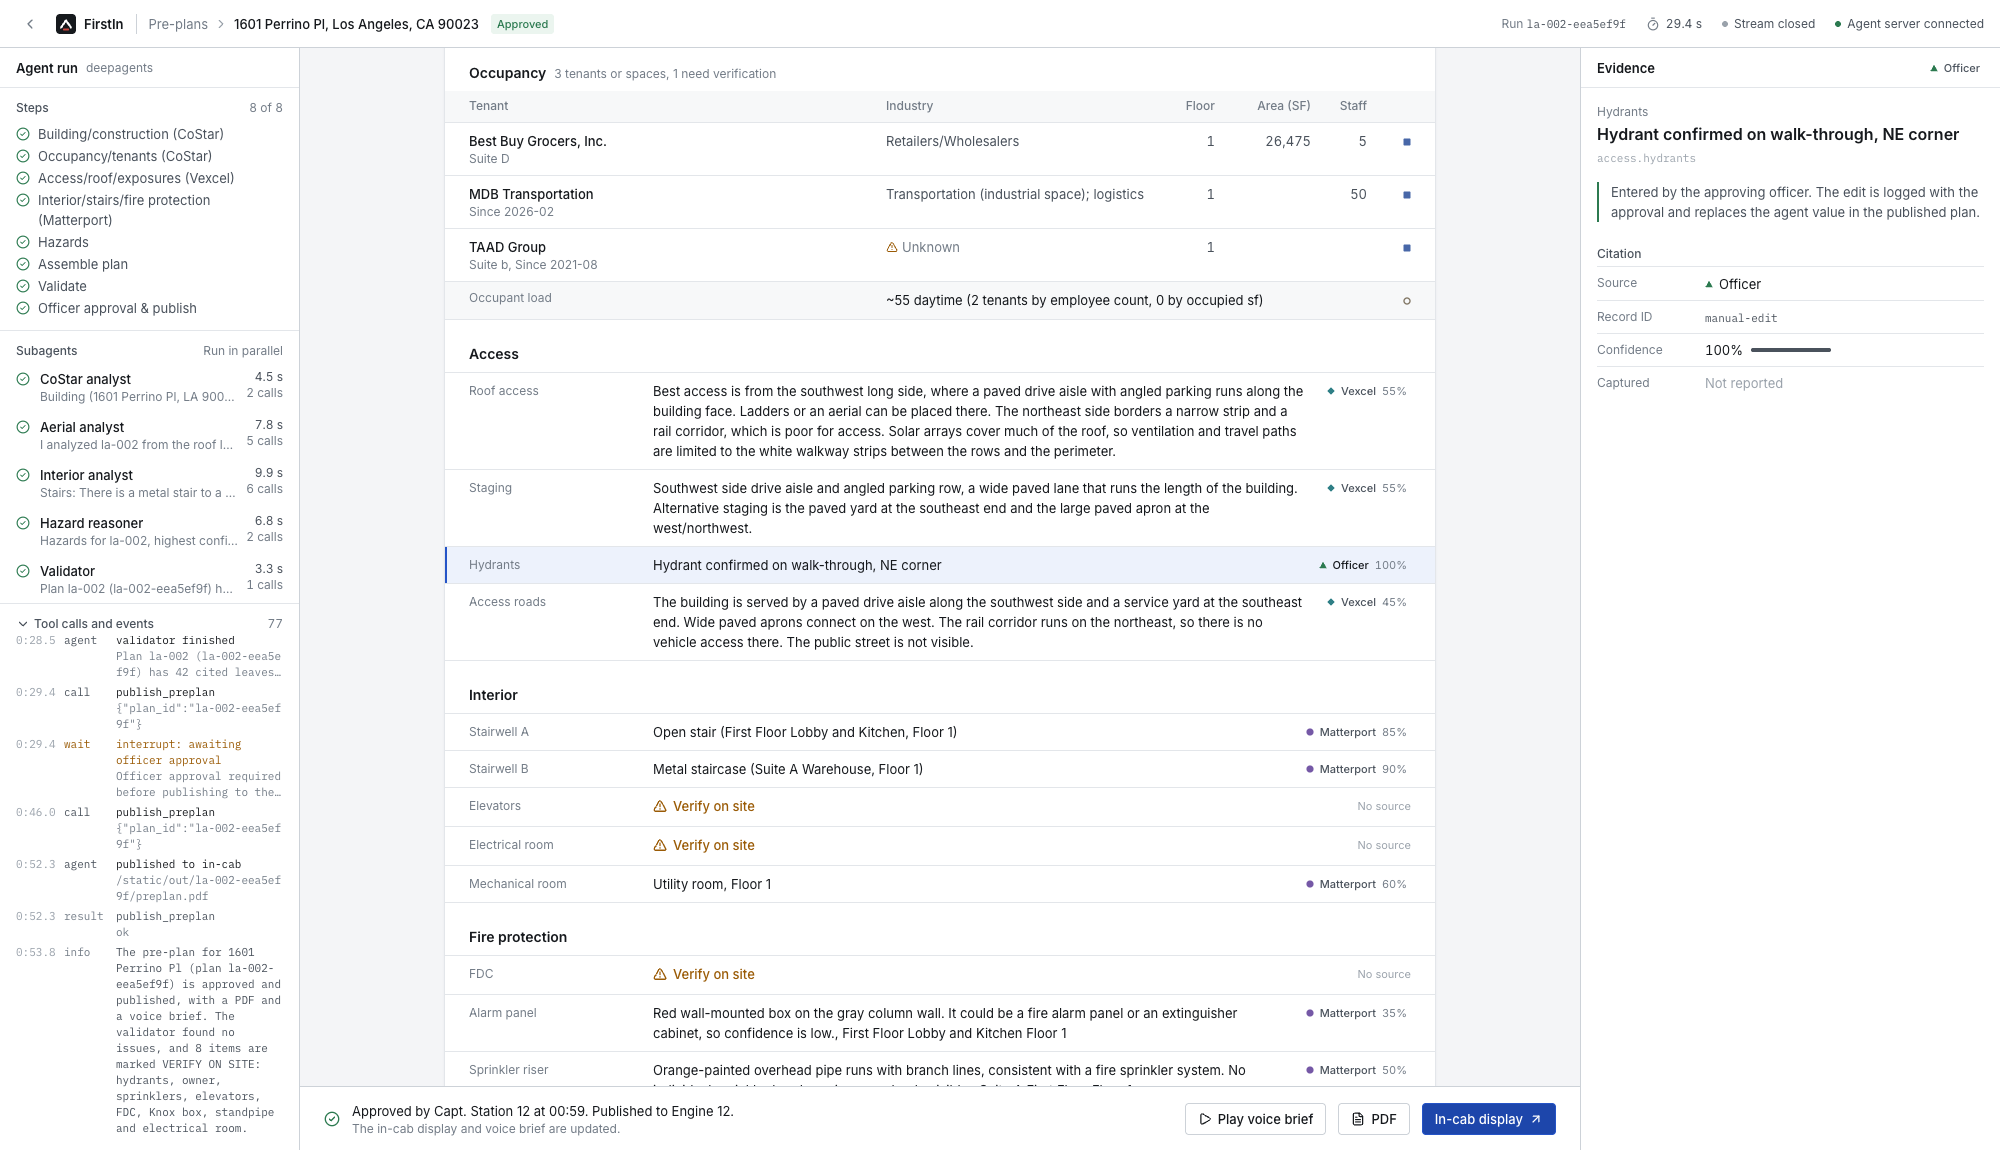 FirstIn
Pre-plans
1601 Perrino Pl, Los Angeles, CA 90023
Approved
Run la-002-eea5ef9f
29.4 s
Stream closed
Agent server connected
Agent run deepagents
Steps 8 of 8
Building/construction (CoStar)
Occupancy/tenants (CoStar)
Access/roof/exposures (Vexcel)
Interior/stairs/fire protection
(Matterport)
Hazards
Assemble plan
Validate
Officer approval & publish
Subagents Run in parallel
CoStar analyst 4.5 s
Building (1601 Perrino Pl, LA 900... 2 calls
Aerial analyst 7.8 s
I analyzed la-002 from the roof l... 5 calls
Interior analyst 9.9 s
Stairs: There is a metal stair to a ... 6 calls
Hazard reasoner 6.8 s
Hazards for la-002, highest confi... 2 calls
Validator 3.3 s
Plan la-002 (la-002-eea5ef9f) h... 1 calls
Tool calls and events 77
0:28.5 agent validator finished
Plan la-002 (la-002-eea5e
f9f) has 42 cited leaves…
0:29.4 call publish_preplan
{"plan_id":"la-002-eea5ef
9f"}
0:29.4 wait interrupt: awaiting
officer approval
Officer approval required
before publishing to the…
0:46.0 call publish_preplan
{"plan_id":"la-002-eea5ef
9f"}
0:52.3 agent published to in-cab
/static/out/la-002-eea5ef
9f/preplan.pdf
0:52.3 result publish_preplan
ok
0:53.8 info The pre-plan for 1601
Perrino Pl (plan la-002-
eea5ef9f) is approved and
published, with a PDF and
a voice brief. The
validator found no
issues, and 8 items are
marked VERIFY ON SITE:
hydrants, owner,
sprinklers, elevators,
FDC, Knox box, standpipe
and electrical room.
Occupancy 3 tenants or spaces, 1 need verification
Tenant Industry Floor Area (SF) Staff
Best Buy Grocers, Inc. Retailers/Wholesalers 1 26,475 5
Suite D
MDB Transportation Transportation (industrial space); logistics 1 50
Since 2026-02
TAAD Group Unknown 1
Suite b, Since 2021-08
Occupant load ~55 daytime (2 tenants by employee count, 0 by occupied sf)
Access
Roof access Best access is from the southwest long side, where a paved drive aisle with angled parking runs along the Vexcel 55%
building face. Ladders or an aerial can be placed there. The northeast side borders a narrow strip and a
rail corridor, which is poor for access. Solar arrays cover much of the roof, so ventilation and travel paths
are limited to the white walkway strips between the rows and the perimeter.
Staging Southwest side drive aisle and angled parking row, a wide paved lane that runs the length of the building. Vexcel 55%
Alternative staging is the paved yard at the southeast end and the large paved apron at the
west/northwest.
Hydrants Hydrant confirmed on walk-through, NE corner Officer 100%
Access roads The building is served by a paved drive aisle along the southwest side and a service yard at the southeast Vexcel 45%
end. Wide paved aprons connect on the west. The rail corridor runs on the northeast, so there is no
vehicle access there. The public street is not visible.
Interior
Stairwell A Open stair (First Floor Lobby and Kitchen, Floor 1) Matterport 85%
Stairwell B Metal staircase (Suite A Warehouse, Floor 1) Matterport 90%
Elevators Verify on site No source
Electrical room Verify on site No source
Mechanical room Utility room, Floor 1 Matterport 60%
Fire protection
FDC Verify on site No source
Alarm panel Red wall-mounted box on the gray column wall. It could be a fire alarm panel or an extinguisher Matterport 35%
cabinet, so confidence is low., First Floor Lobby and Kitchen Floor 1
Sprinkler riser Orange-painted overhead pipe runs with branch lines, consistent with a fire sprinkler system. No Matterport 50%
Approved by Capt. Station 12 at 00:59. Published to Engine 12.
The in-cab display and voice brief are updated.
Play voice brief
PDF
In-cab display
Evidence Officer
Hydrants
Hydrant confirmed on walk-through, NE corner
access.hydrants
Entered by the approving officer. The edit is logged with the
approval and replaces the agent value in the published plan.
Citation
Source Officer
Record ID manual-edit
Confidence 100%
Captured Not reported